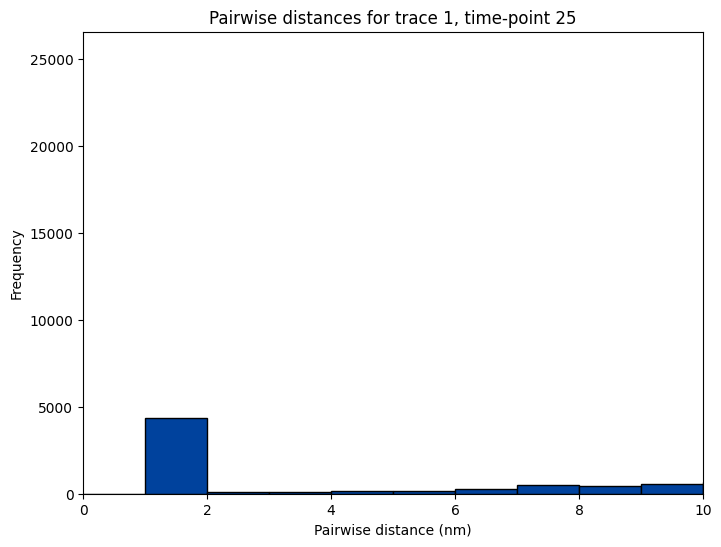 Pairwise distances for trace 1, time-point 25
25000
20000
15000
10000
5000
0
Frequency
0 2 4 6 8 10
Pairwise distance (nm)